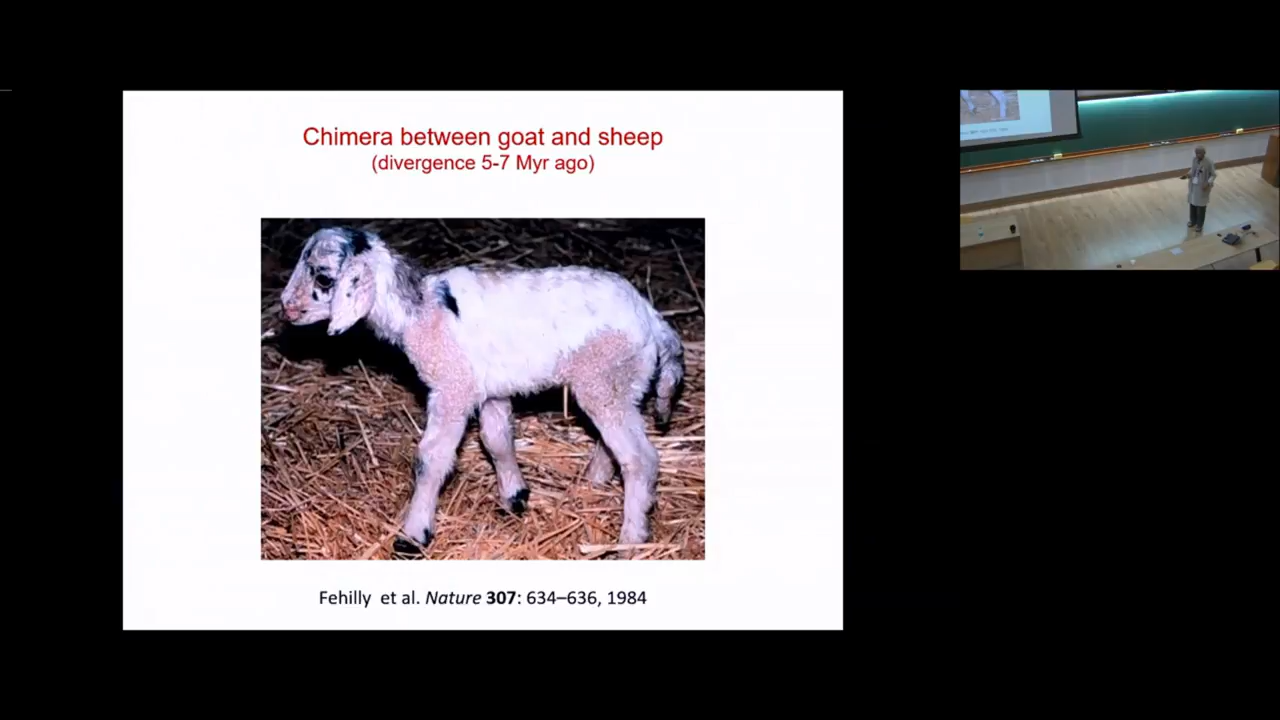 Chimera between goat and sheep
(divergence 5-7 Myr ago)
Fehilly et al. Nature 307: 634–636, 1984